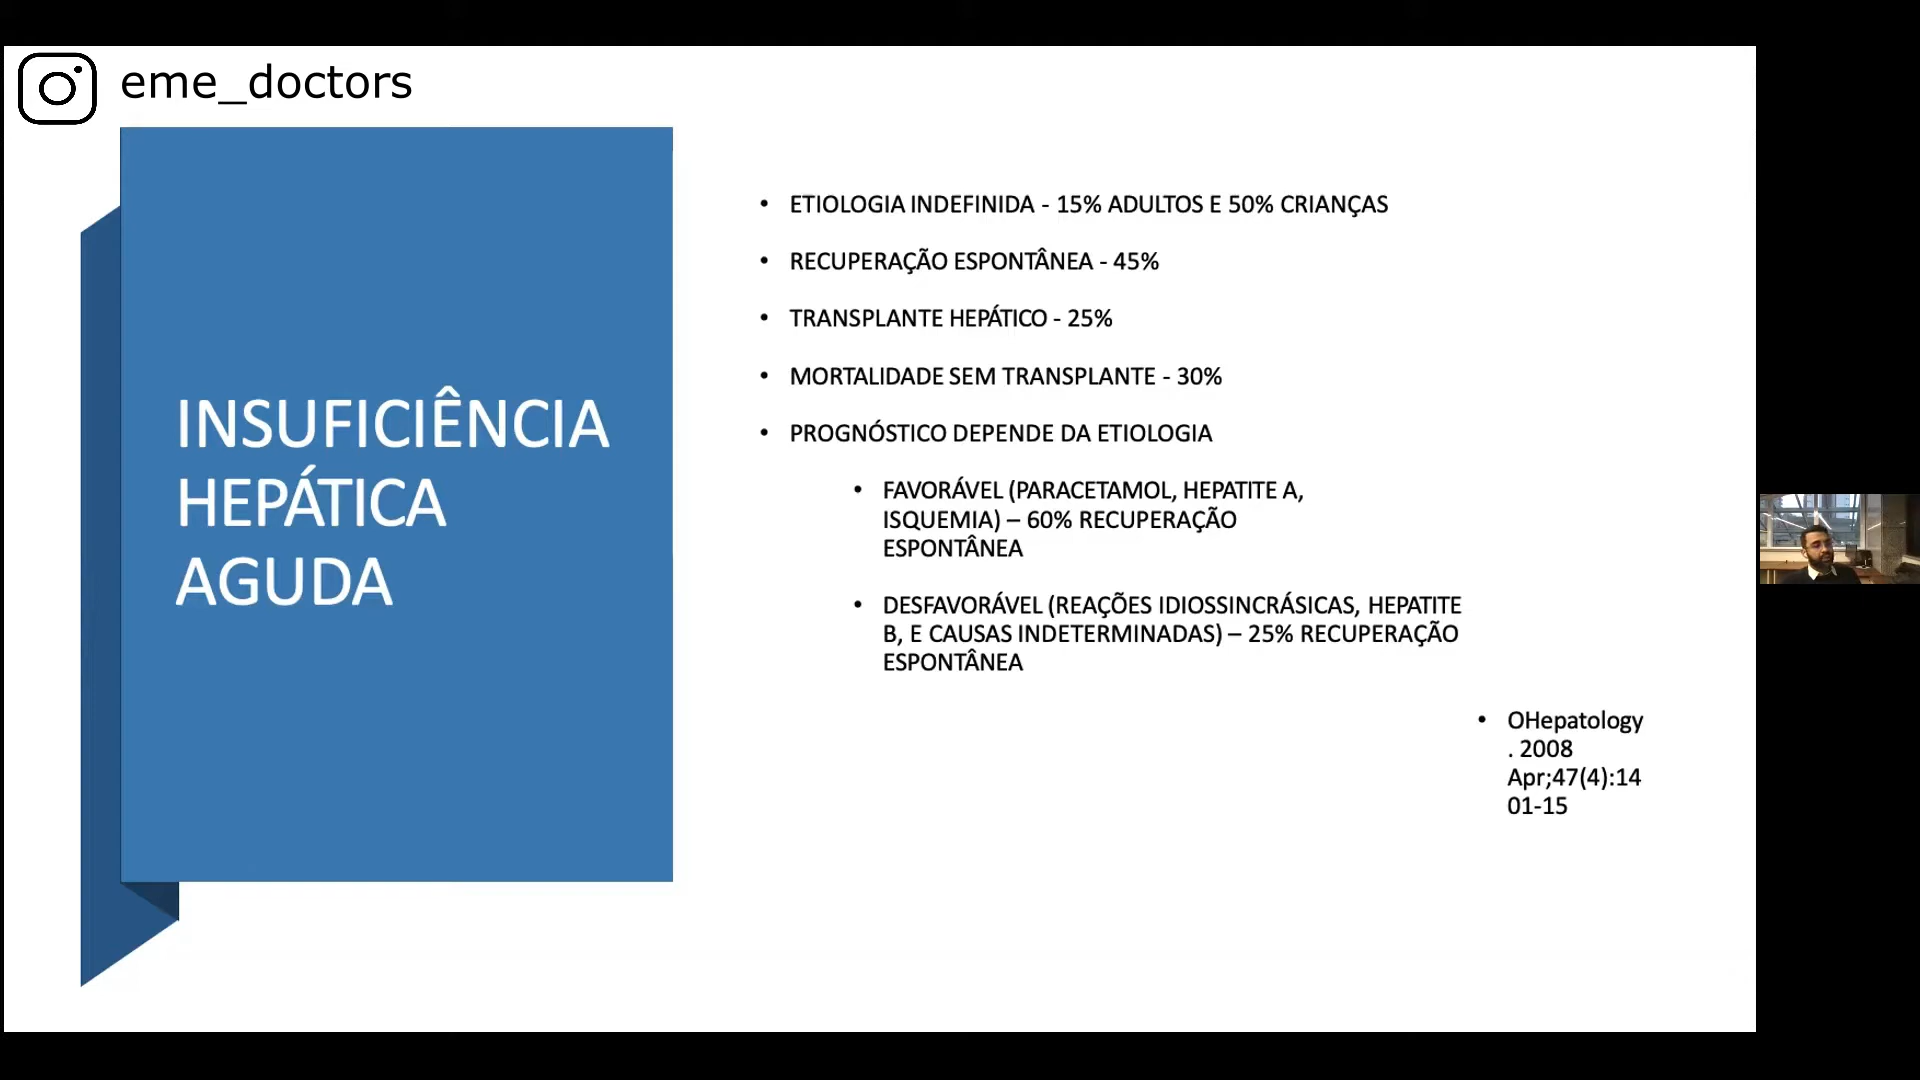 eme_doctors
INSUFICIÊNCIA
HEPÁTICA
AGUDA
• ETIOLOGIA INDEFINIDA - 15% ADULTOS E 50% CRIANÇAS
• RECUPERAÇÃO ESPONTÂNEA - 45%
• TRANSPLANTE HEPÁTICO - 25%
• MORTALIDADE SEM TRANSPLANTE - 30%
• PROGNÓSTICO DEPENDE DA ETIOLOGIA
• FAVORÁVEL (PARACETAMOL, HEPATITE A,
ISQUEMIA) – 60% RECUPERAÇÃO
ESPONTÂNEA
• DESFAVORÁVEL (REAÇÕES IDIOSSINCRÁSICAS, HEPATITE
B, E CAUSAS INDETERMINADAS) – 25% RECUPERAÇÃO
ESPONTÂNEA
• OHepatology
. 2008
Apr;47(4):14
01-15